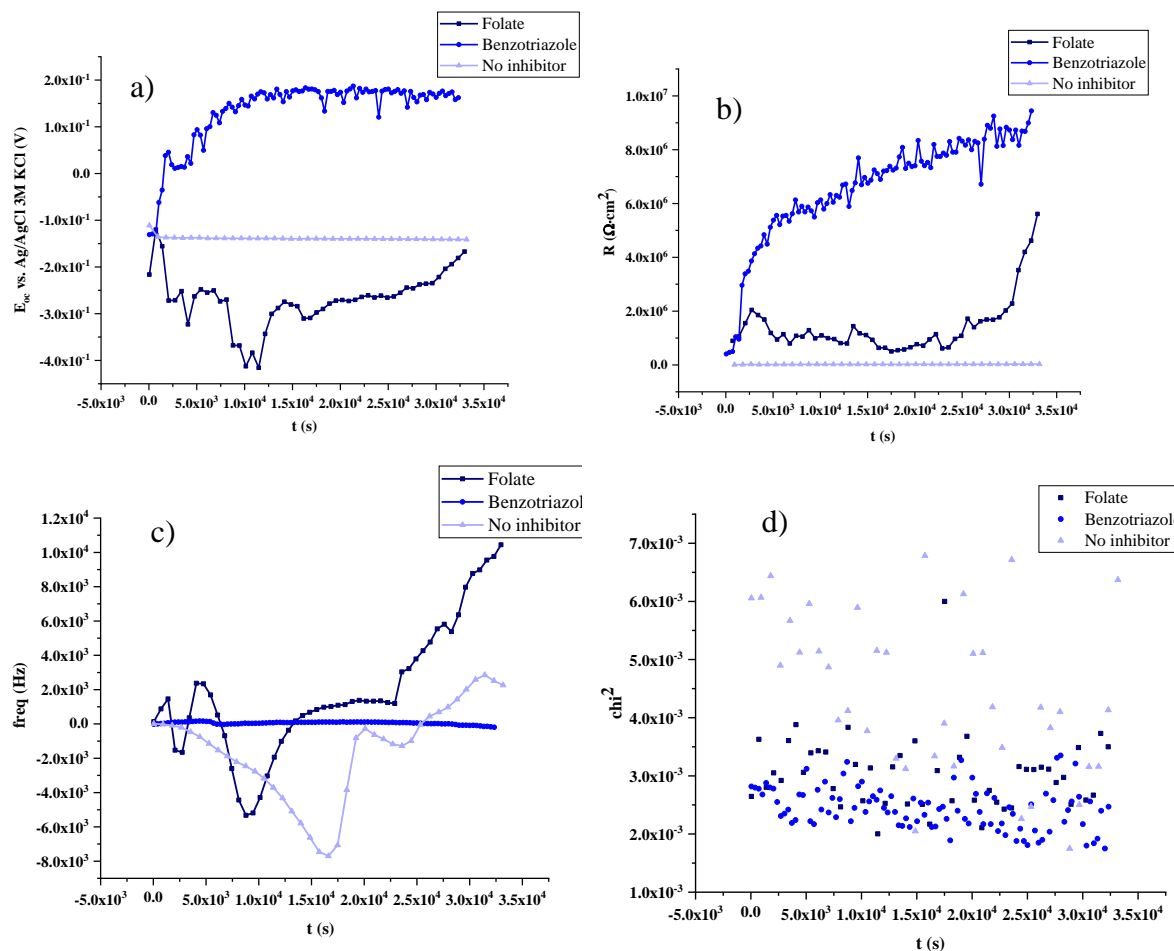 a)
Folate
Benzotriazole
No inhibitor
2.0x10⁻¹
1.0x10⁻¹
0.0
-1.0x10⁻¹
-2.0x10⁻¹
-3.0x10⁻¹
-4.0x10⁻¹
E_oc vs. Ag/AgCl 3M KCl (V)
-5.0x10³ 0.0 5.0x10³ 1.0x10⁴ 1.5x10⁴ 2.0x10⁴ 2.5x10⁴ 3.0x10⁴ 3.5x10⁴
t (s)
b)
Folate
Benzotriazole
No inhibitor
1.0x10⁷
8.0x10⁶
6.0x10⁶
4.0x10⁶
2.0x10⁶
0.0
R (Ω·cm²)
-5.0x10³ 0.0 5.0x10³ 1.0x10⁴ 1.5x10⁴ 2.0x10⁴ 2.5x10⁴ 3.0x10⁴ 3.5x10⁴
t (s)
c)
Folate
Benzotriazol
No inhibitor
1.2x10⁴
1.0x10⁴
8.0x10³
6.0x10³
4.0x10³
2.0x10³
0.0
-2.0x10³
-4.0x10³
-6.0x10³
-8.0x10³
freq (Hz)
-5.0x10³ 0.0 5.0x10³ 1.0x10⁴ 1.5x10⁴ 2.0x10⁴ 2.5x10⁴ 3.0x10⁴ 3.5x10⁴
t (s)
d)
Folate
Benzotriazole
No inhibitor
7.0x10⁻³
6.0x10⁻³
5.0x10⁻³
4.0x10⁻³
3.0x10⁻³
2.0x10⁻³
1.0x10⁻³
chi²
-5.0x10³ 0.0 5.0x10³ 1.0x10⁴ 1.5x10⁴ 2.0x10⁴ 2.5x10⁴ 3.0x10⁴ 3.5x10⁴
t (s)